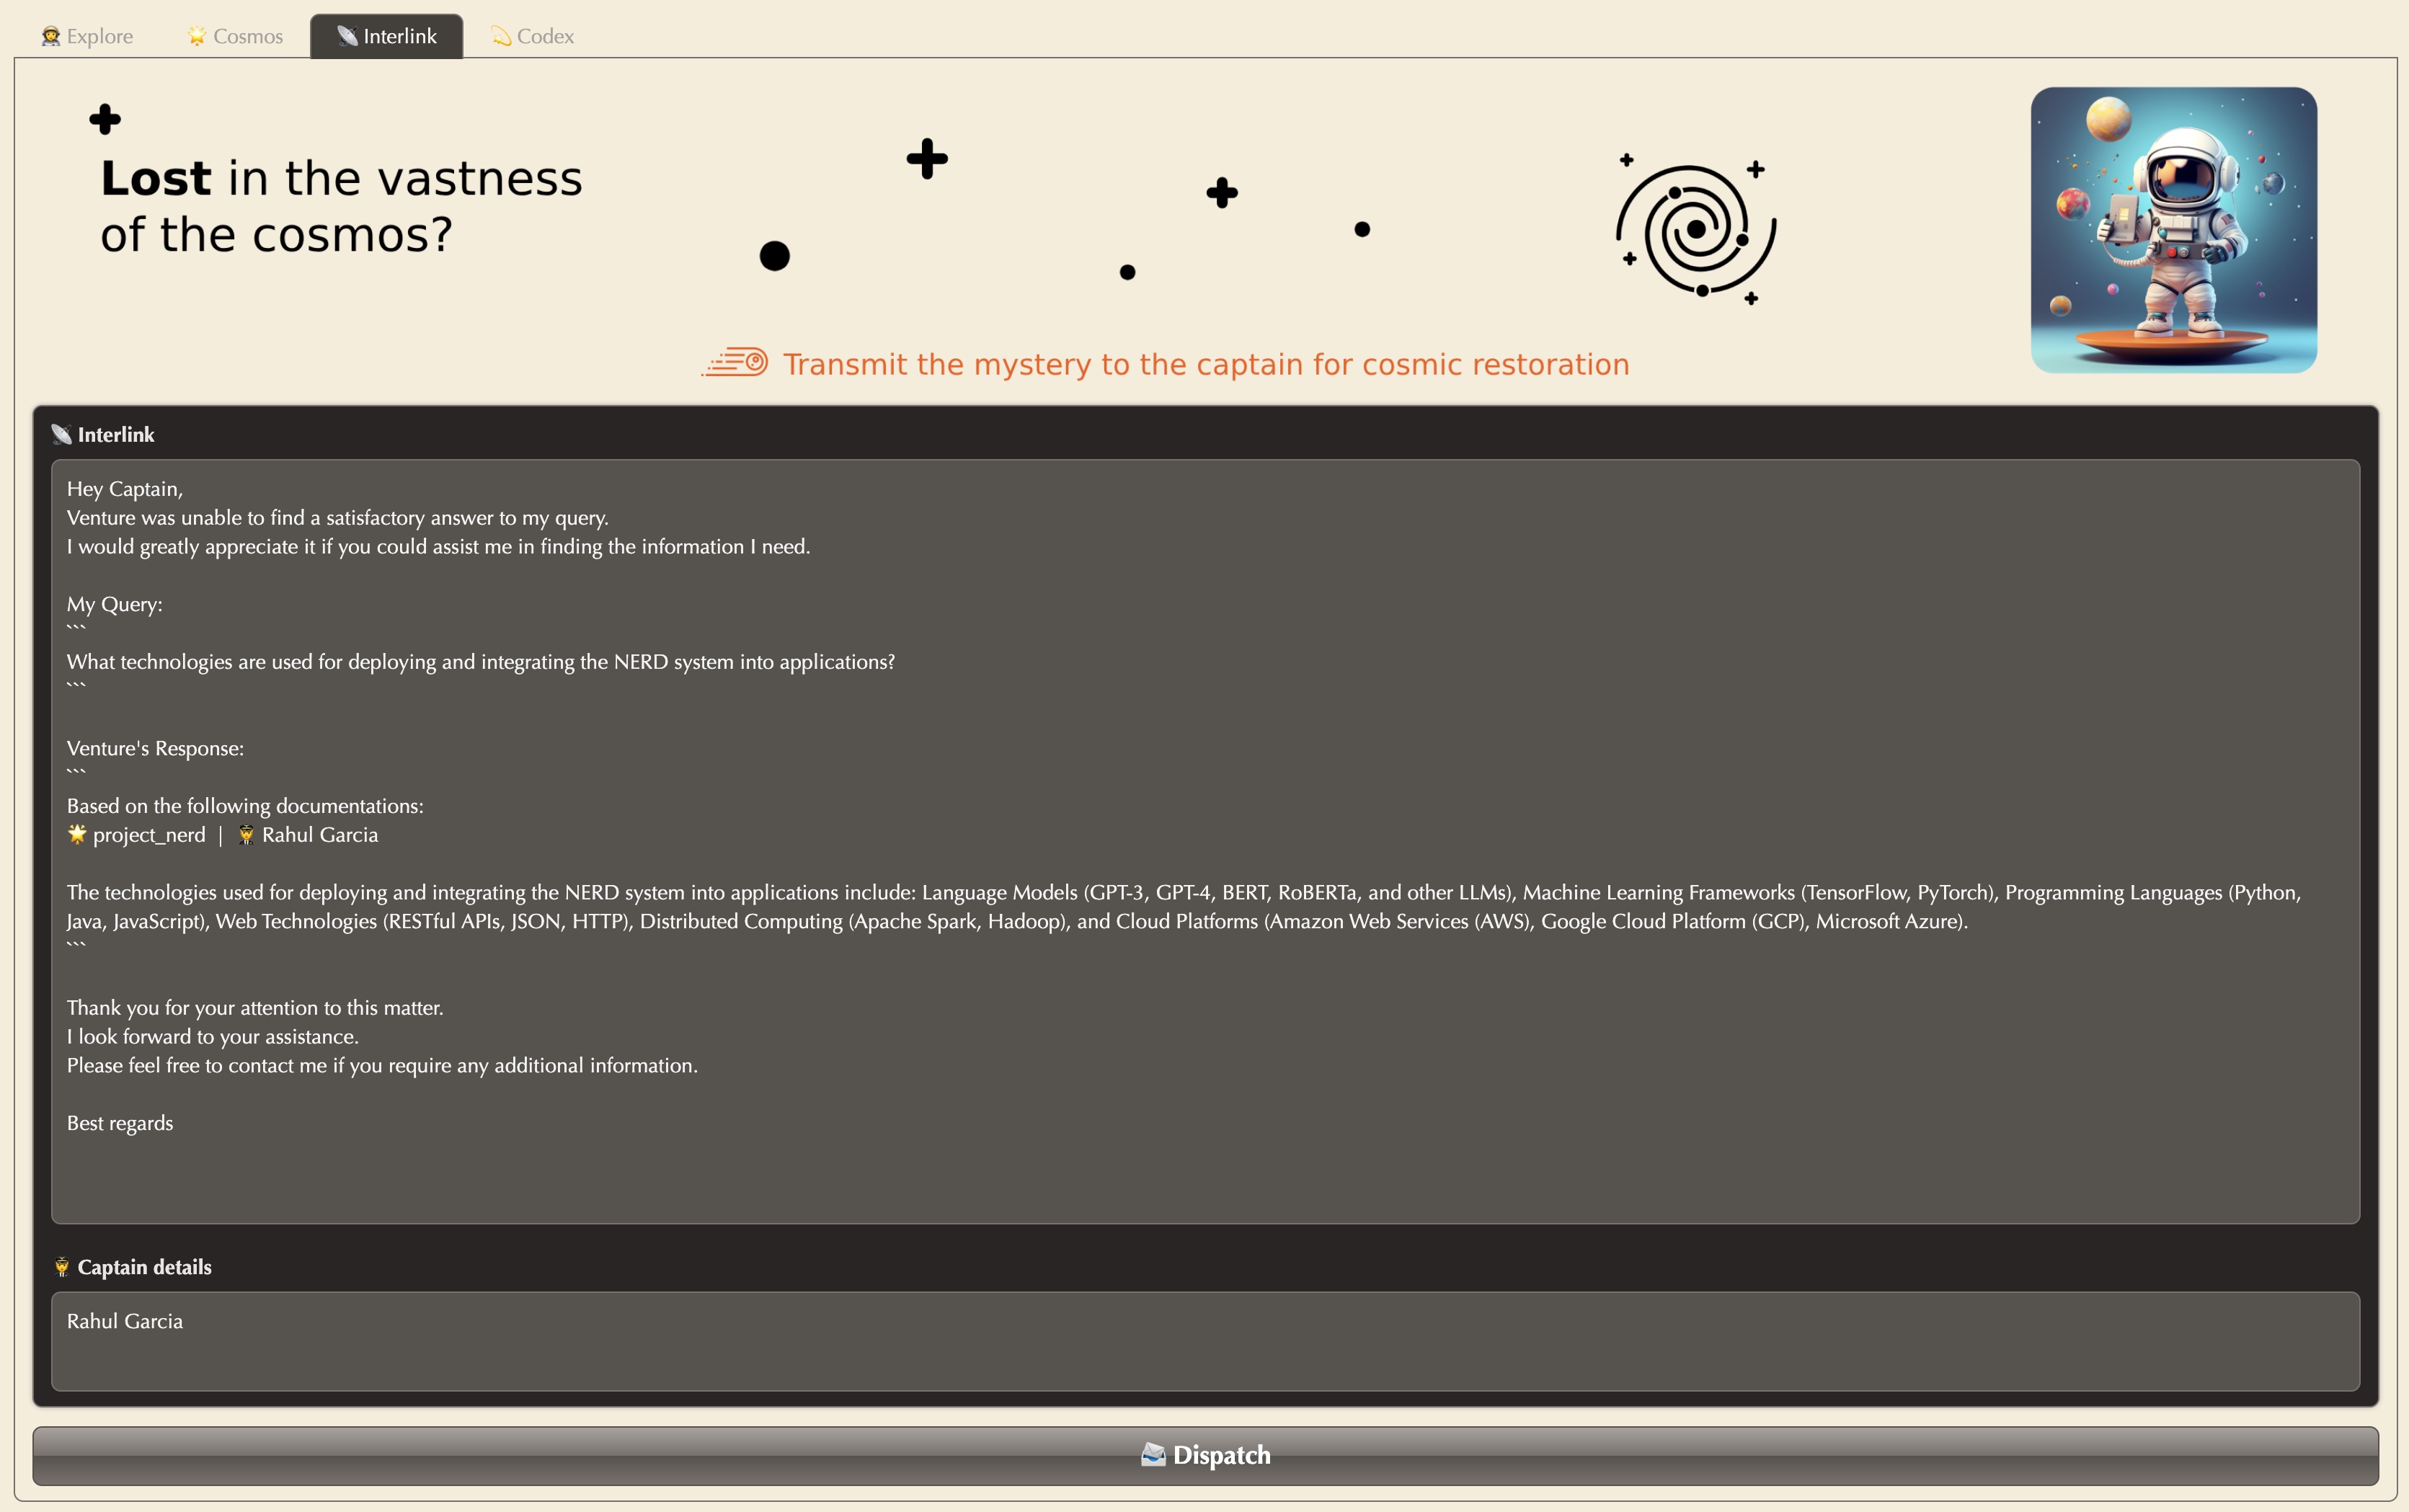 Explore
Cosmos
Interlink
Codex
Lost in the vastness
of the cosmos?
Transmit the mystery to the captain for cosmic restoration
Interlink
Hey Captain,
Venture was unable to find a satisfactory answer to my query.
I would greatly appreciate it if you could assist me in finding the information I need.
My Query:
```
What technologies are used for deploying and integrating the NERD system into applications?
```
Venture's Response:
```
Based on the following documentations:
🌟 project_nerd | 🧑‍✈️ Rahul Garcia
The technologies used for deploying and integrating the NERD system into applications include: Language Models (GPT-3, GPT-4, BERT, RoBERTa, and other LLMs), Machine Learning Frameworks (TensorFlow, PyTorch), Programming Languages (Python,
Java, JavaScript), Web Technologies (RESTful APIs, JSON, HTTP), Distributed Computing (Apache Spark, Hadoop), and Cloud Platforms (Amazon Web Services (AWS), Google Cloud Platform (GCP), Microsoft Azure).
```
Thank you for your attention to this matter.
I look forward to your assistance.
Please feel free to contact me if you require any additional information.
Best regards
Captain details
Rahul Garcia
Dispatch